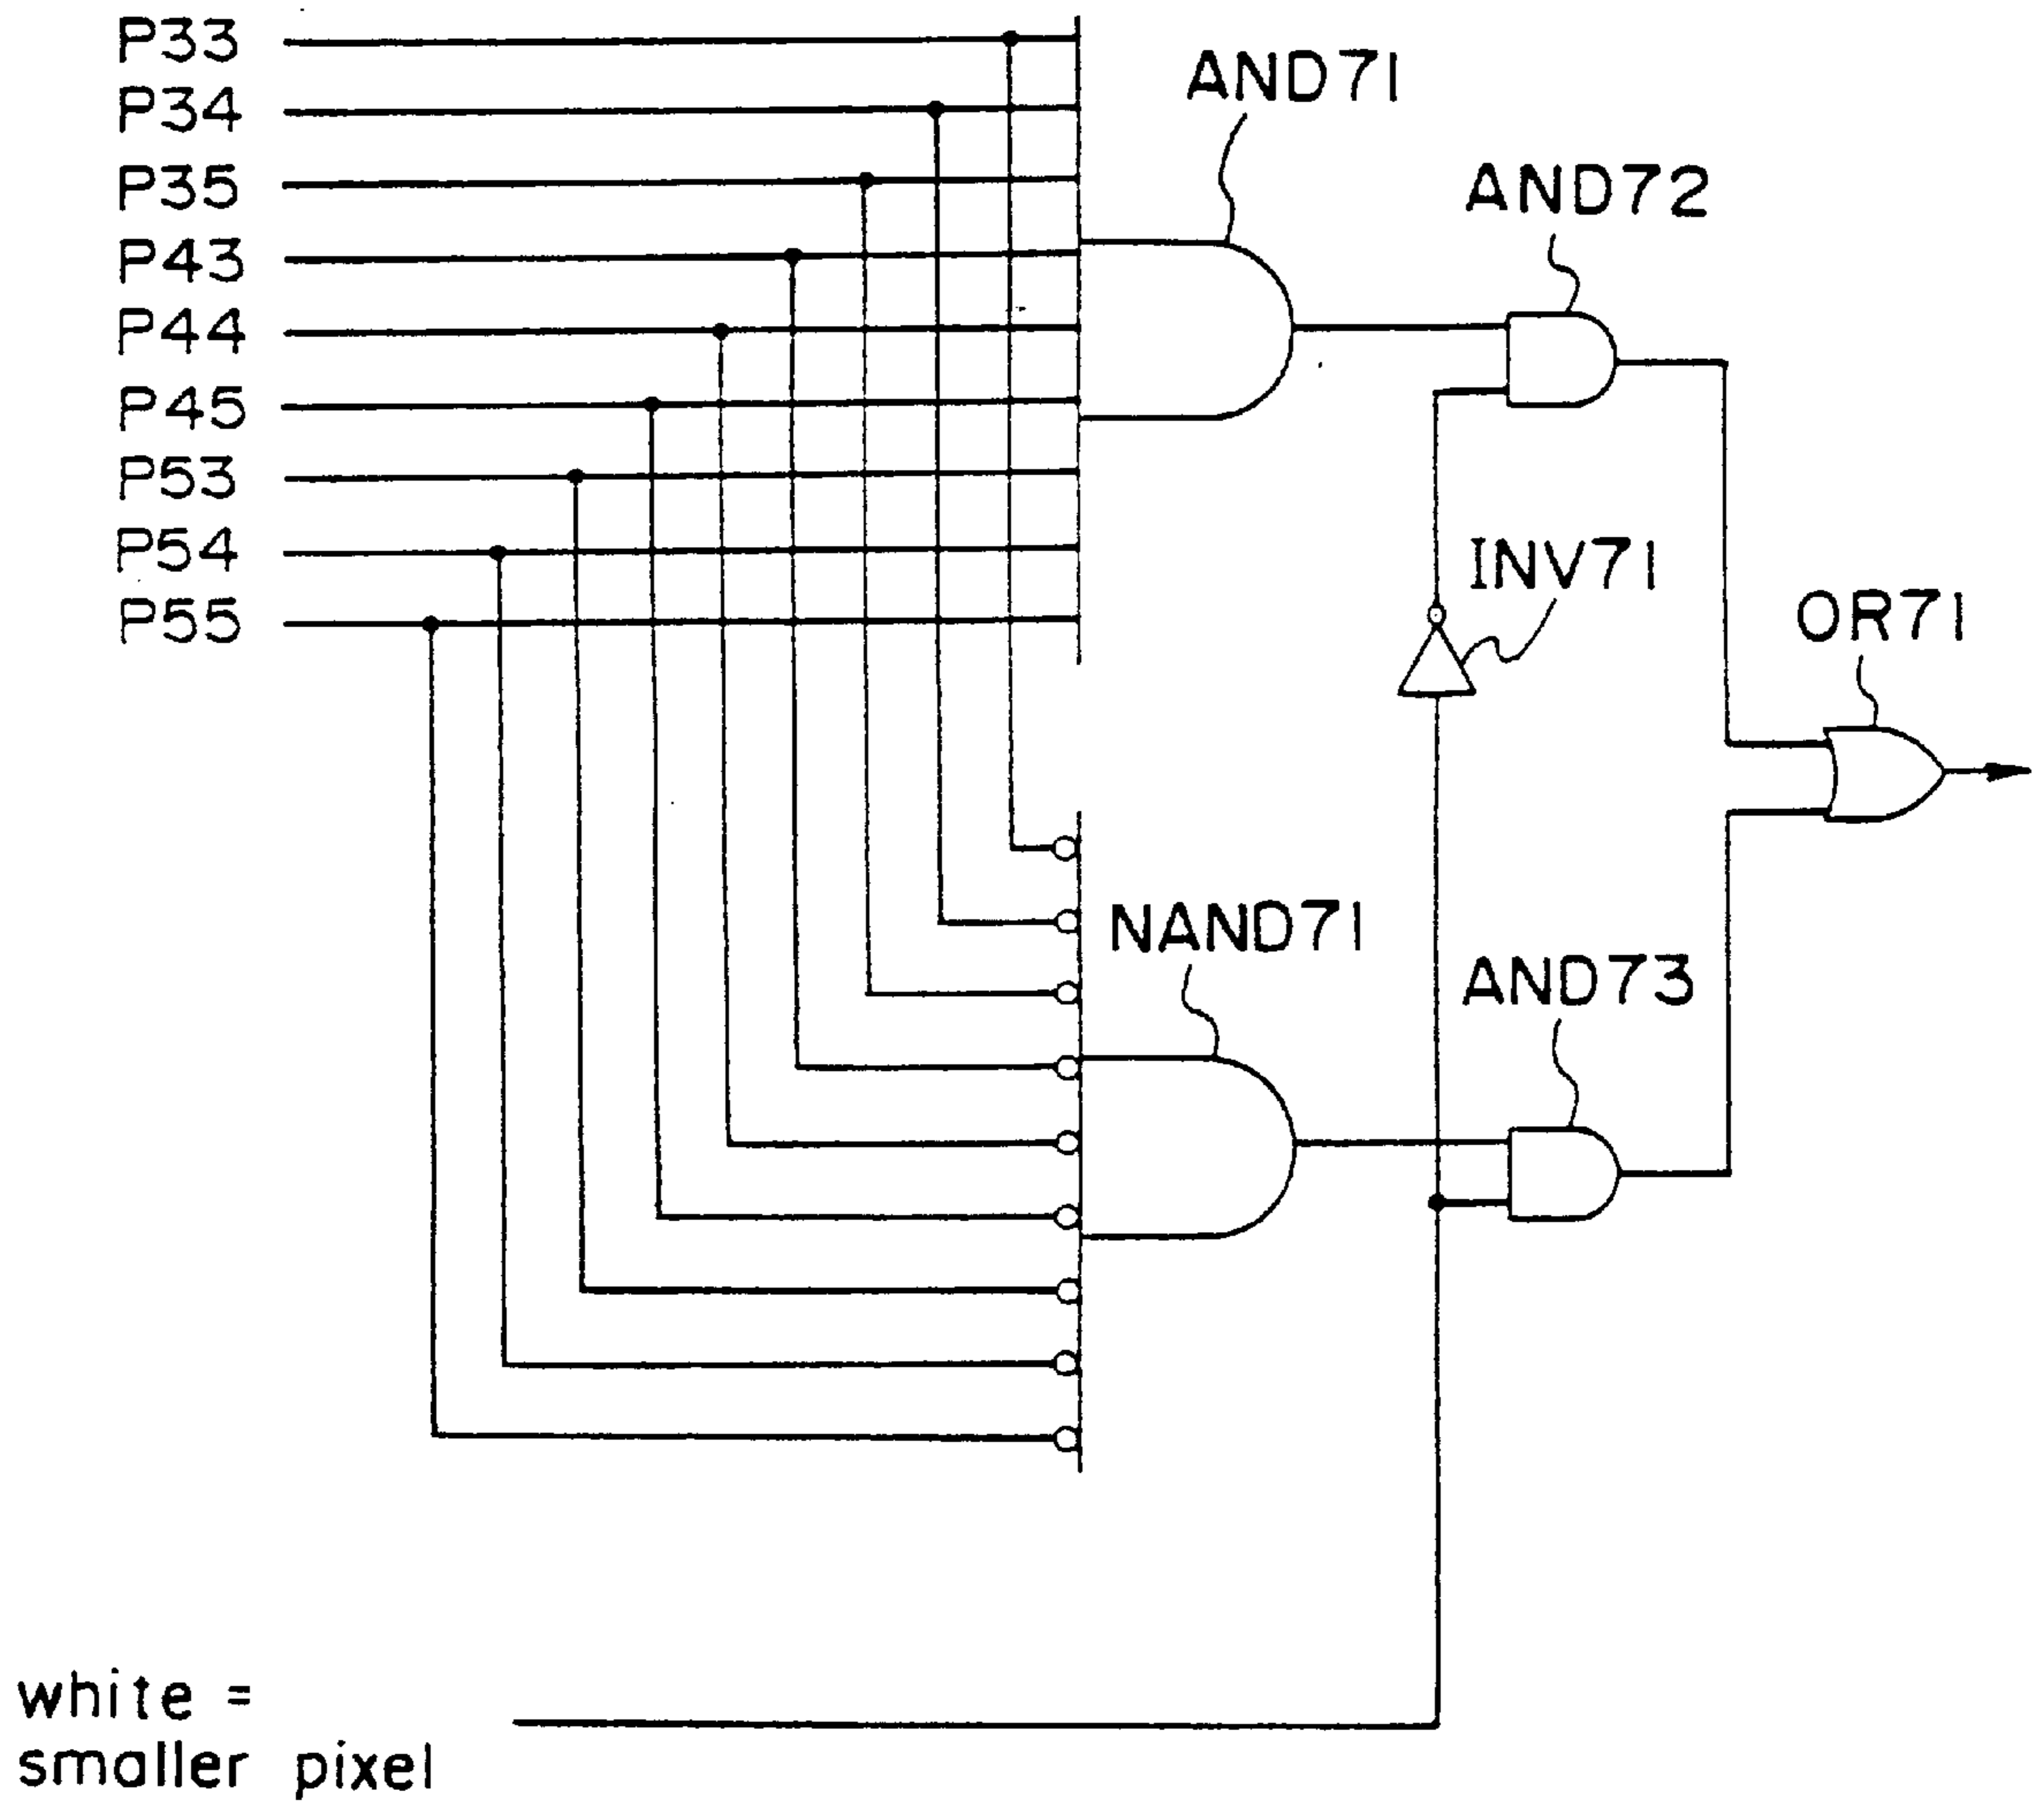 P33
P34
P35
P43
P44
P45
P53
P54
P55
AND71
AND72
INV71
OR71
NAND71
AND73
white =
smaller pixel